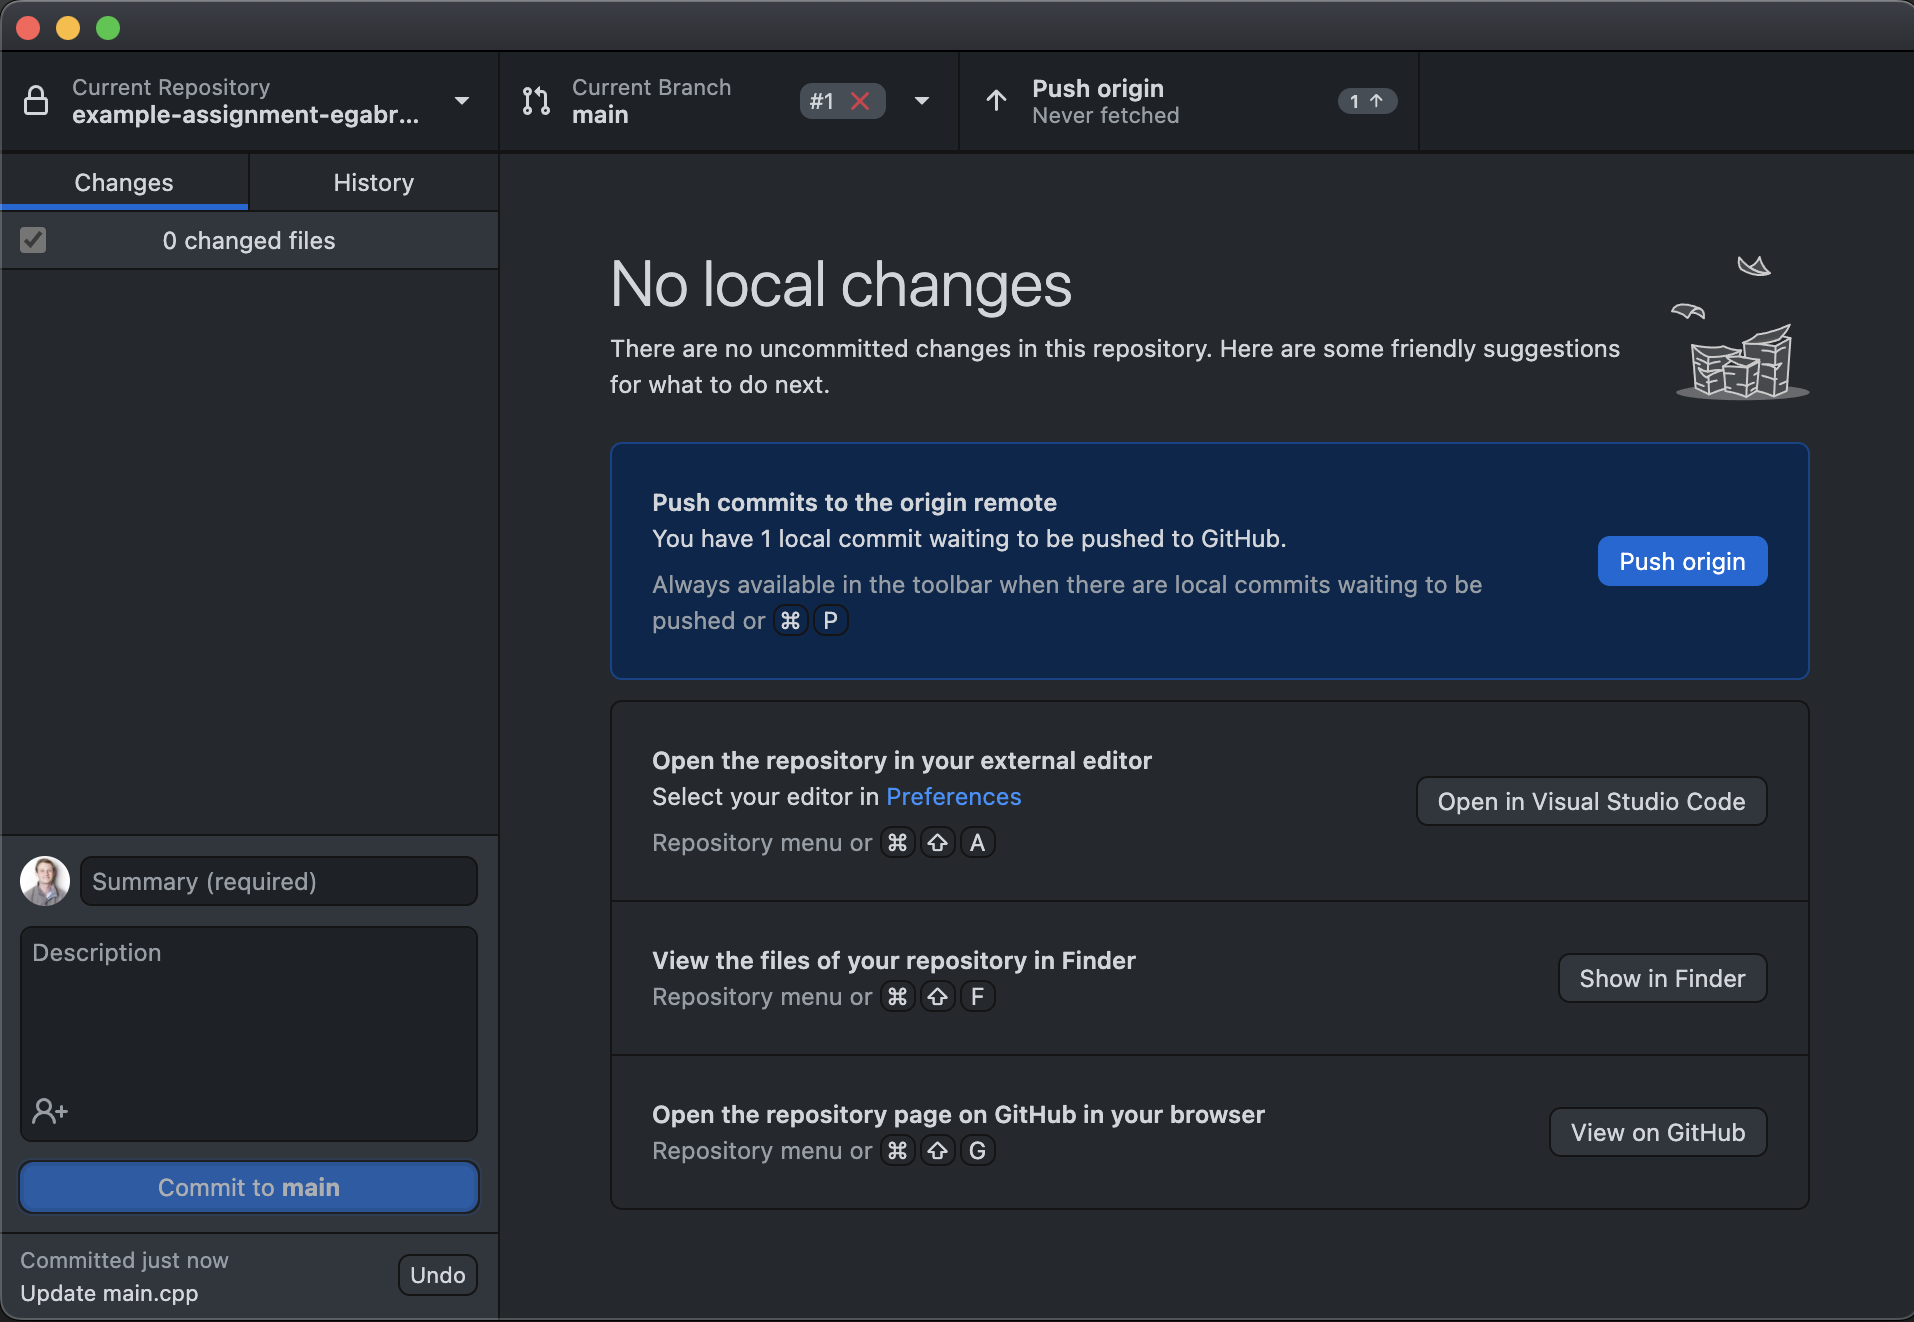 Current Repository
example-assignment-egabr...
Current Branch
main
#1
Push origin
Never fetched
1
Changes
History
0 changed files
No local changes
There are no uncommitted changes in this repository. Here are some friendly suggestions
for what to do next.
Push commits to the origin remote
You have 1 local commit waiting to be pushed to GitHub.
Always available in the toolbar when there are local commits waiting to be
pushed or ⌘ P
Push origin
Open the repository in your external editor
Select your editor in Preferences
Repository menu or ⌘ ⇧ A
Open in Visual Studio Code
View the files of your repository in Finder
Repository menu or ⌘ ⇧ F
Show in Finder
Open the repository page on GitHub in your browser
Repository menu or ⌘ ⇧ G
View on GitHub
Summary (required)
Description
Commit to main
Committed just now
Update main.cpp
Undo